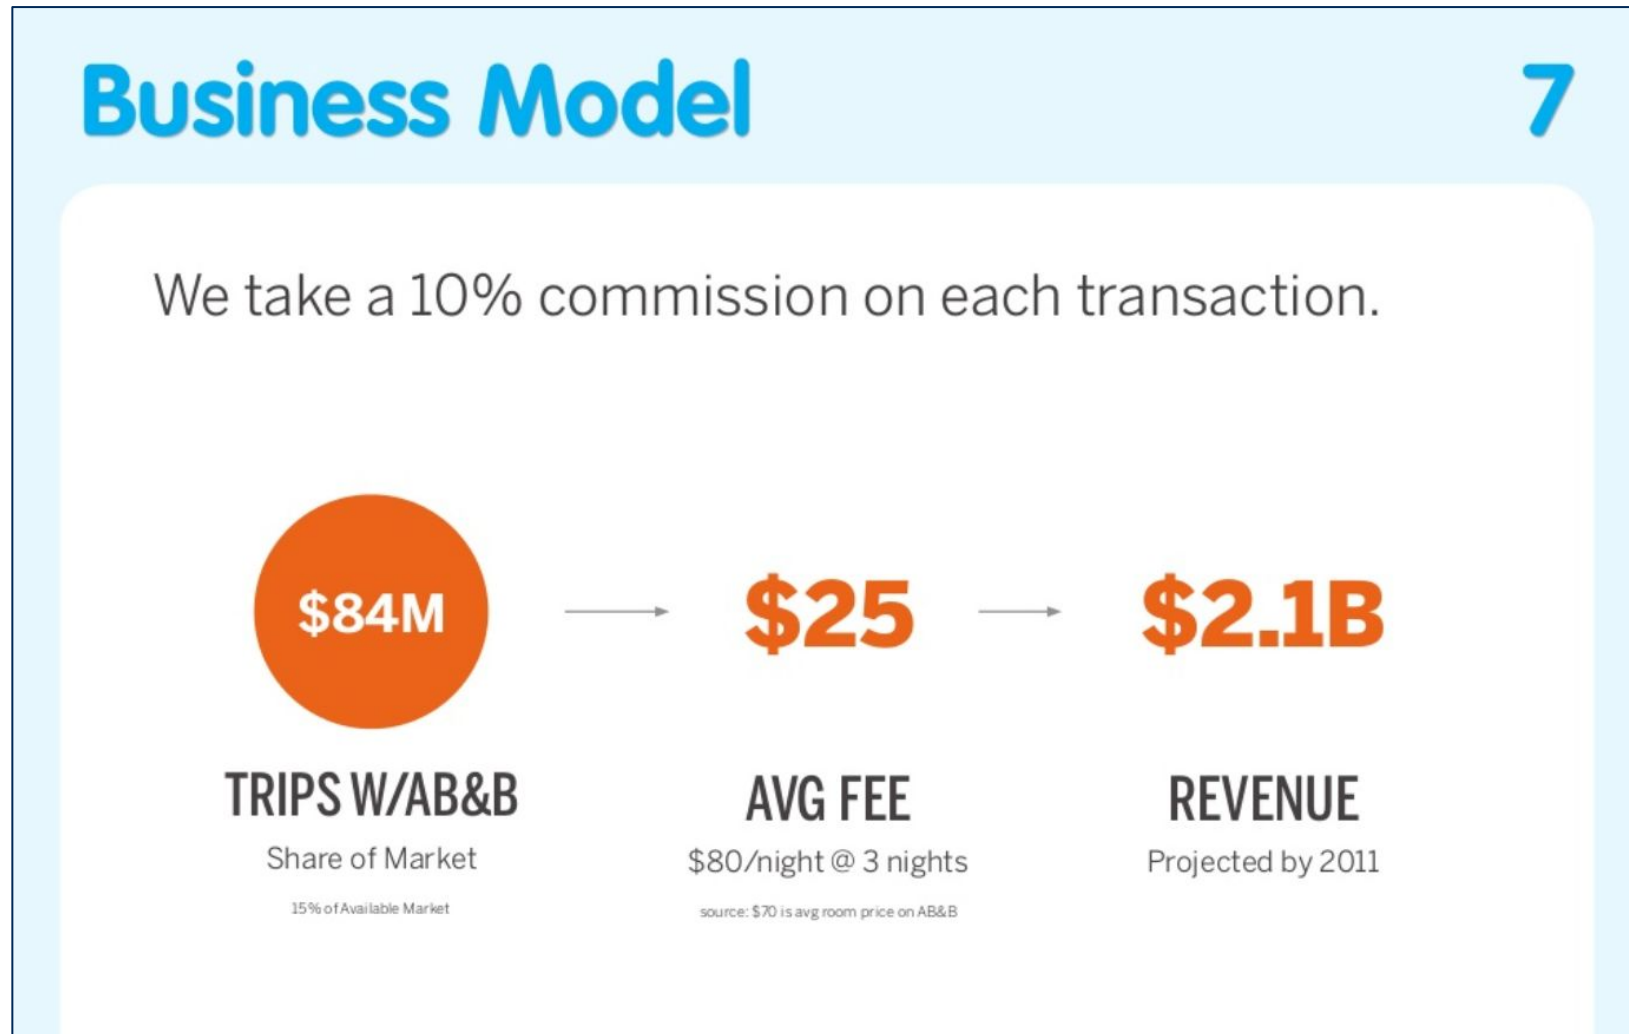 Business Model
7
We take a 10% commission on each transaction.
$84M
$25
$2.1B
TRIPS W/AB&B
AVG FEE
REVENUE
Share of Market
$80/night @ 3 nights
Projected by 2011
15% of Available Market
source: $70 is avg room price on AB&B